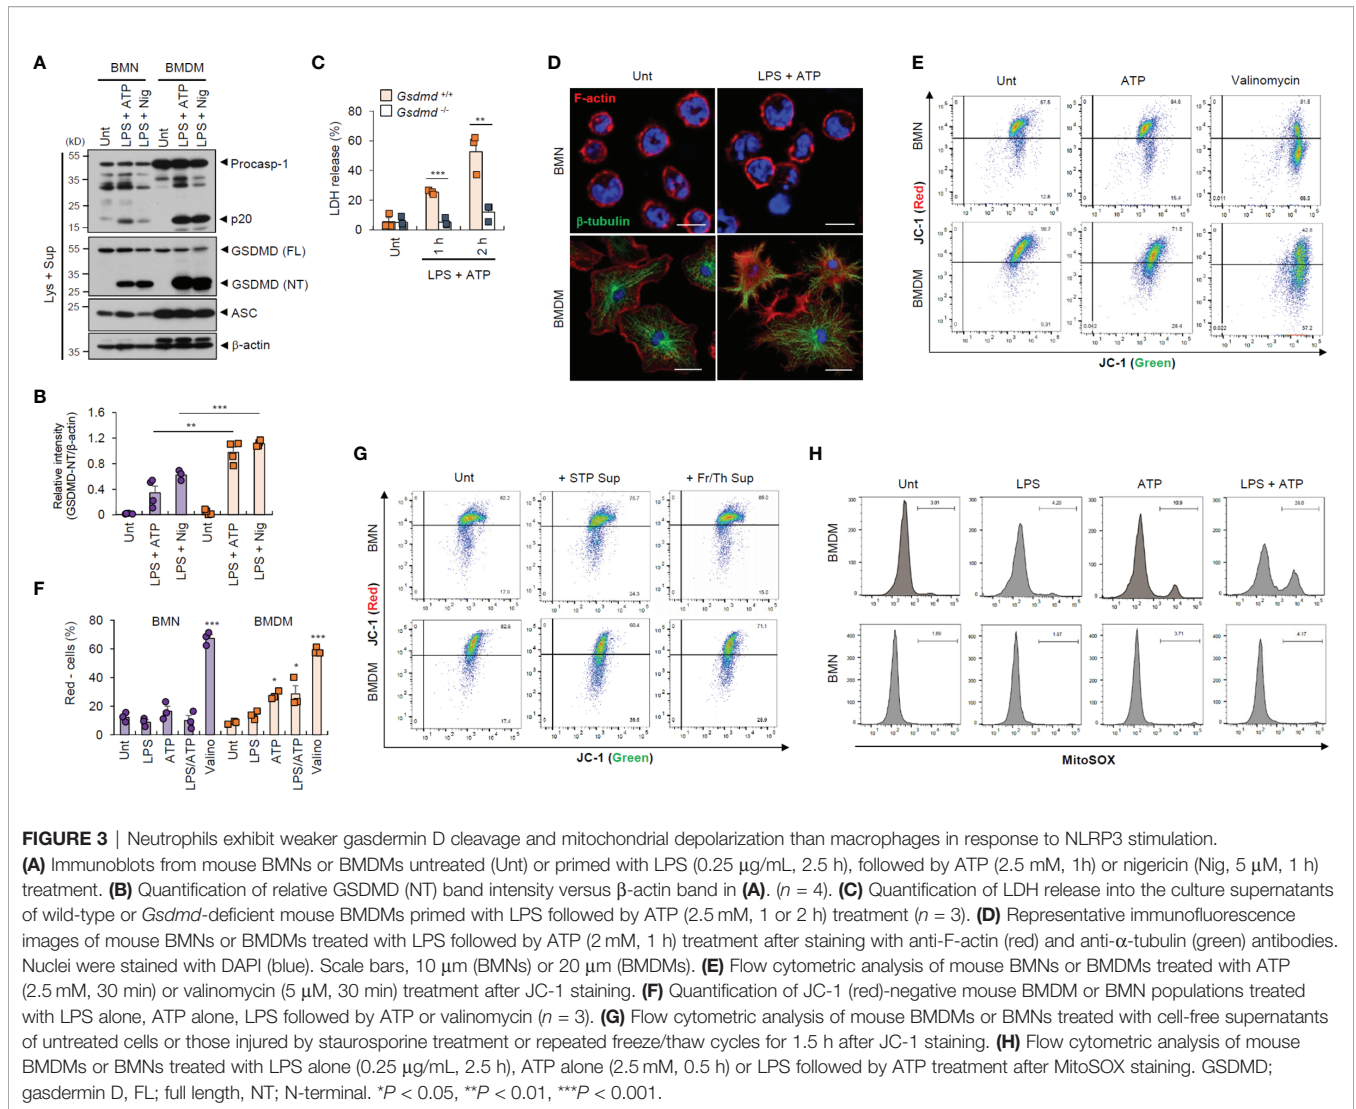 A
BMN BMDM
(kD) Unt LPS + ATP LPS + Nig Unt LPS + ATP LPS + Nig
Lys + Sup
55 Procasp-1
35
25
15 p20
55 GSDMD (FL)
35
25 GSDMD (NT)
25 ASC
35 β-actin
B
Relative intensity
(GSDMD-NT/β-actin)
1.6
1.2
0.8
0.4
0
***
**
Unt LPS + ATP LPS + Nig Unt LPS + ATP LPS + Nig
C
Gsdmd +/+
Gsdmd -/-
LDH release (%)
80
60
40
20
0
*** **
Unt 1 h 2 h
LPS + ATP
D
Unt LPS + ATP
F-actin
BMN
β-tubulin
BMDM
E
Unt ATP Valinomycin
BMN
BMDM
JC-1 (Red)
JC-1 (Green)
F
Red - cells (%)
80
60
40
20
0
BMN BMDM
*** * * ***
Unt LPS ATP LPS/ATP Valino Unt LPS ATP LPS/ATP Valino
G
Unt + STP Sup + Fr/Th Sup
BMN
BMDM
JC-1 (Red)
JC-1 (Green)
H
Unt LPS ATP LPS + ATP
BMDM
BMN
MitoSOX
FIGURE 3 | Neutrophils exhibit weaker gasdermin D cleavage and mitochondrial depolarization than macrophages in response to NLRP3 stimulation.
(A) Immunoblots from mouse BMNs or BMDMs untreated (Unt) or primed with LPS (0.25 μg/mL, 2.5 h), followed by ATP (2.5 mM, 1h) or nigericin (Nig, 5 μM, 1 h)
treatment. (B) Quantification of relative GSDMD (NT) band intensity versus β-actin band in (A). (n = 4). (C) Quantification of LDH release into the culture supernatants
of wild-type or Gsdmd-deficient mouse BMDMs primed with LPS followed by ATP (2.5 mM, 1 or 2 h) treatment (n = 3). (D) Representative immunofluorescence
images of mouse BMNs or BMDMs treated with LPS followed by ATP (2 mM, 1 h) treatment after staining with anti-F-actin (red) and anti-α-tubulin (green) antibodies.
Nuclei were stained with DAPI (blue). Scale bars, 10 μm (BMNs) or 20 μm (BMDMs). (E) Flow cytometric analysis of mouse BMNs or BMDMs treated with ATP
(2.5 mM, 30 min) or valinomycin (5 μM, 30 min) treatment after JC-1 staining. (F) Quantification of JC-1 (red)-negative mouse BMDM or BMN populations treated
with LPS alone, ATP alone, LPS followed by ATP or valinomycin (n = 3). (G) Flow cytometric analysis of mouse BMDMs or BMNs treated with cell-free supernatants
of untreated cells or those injured by staurosporine treatment or repeated freeze/thaw cycles for 1.5 h after JC-1 staining. (H) Flow cytometric analysis of mouse
BMDMs or BMNs treated with LPS alone (0.25 μg/mL, 2.5 h), ATP alone (2.5 mM, 0.5 h) or LPS followed by ATP treatment after MitoSOX staining. GSDMD;
gasdermin D, FL; full length, NT; N-terminal. *P < 0.05, **P < 0.01, ***P < 0.001.